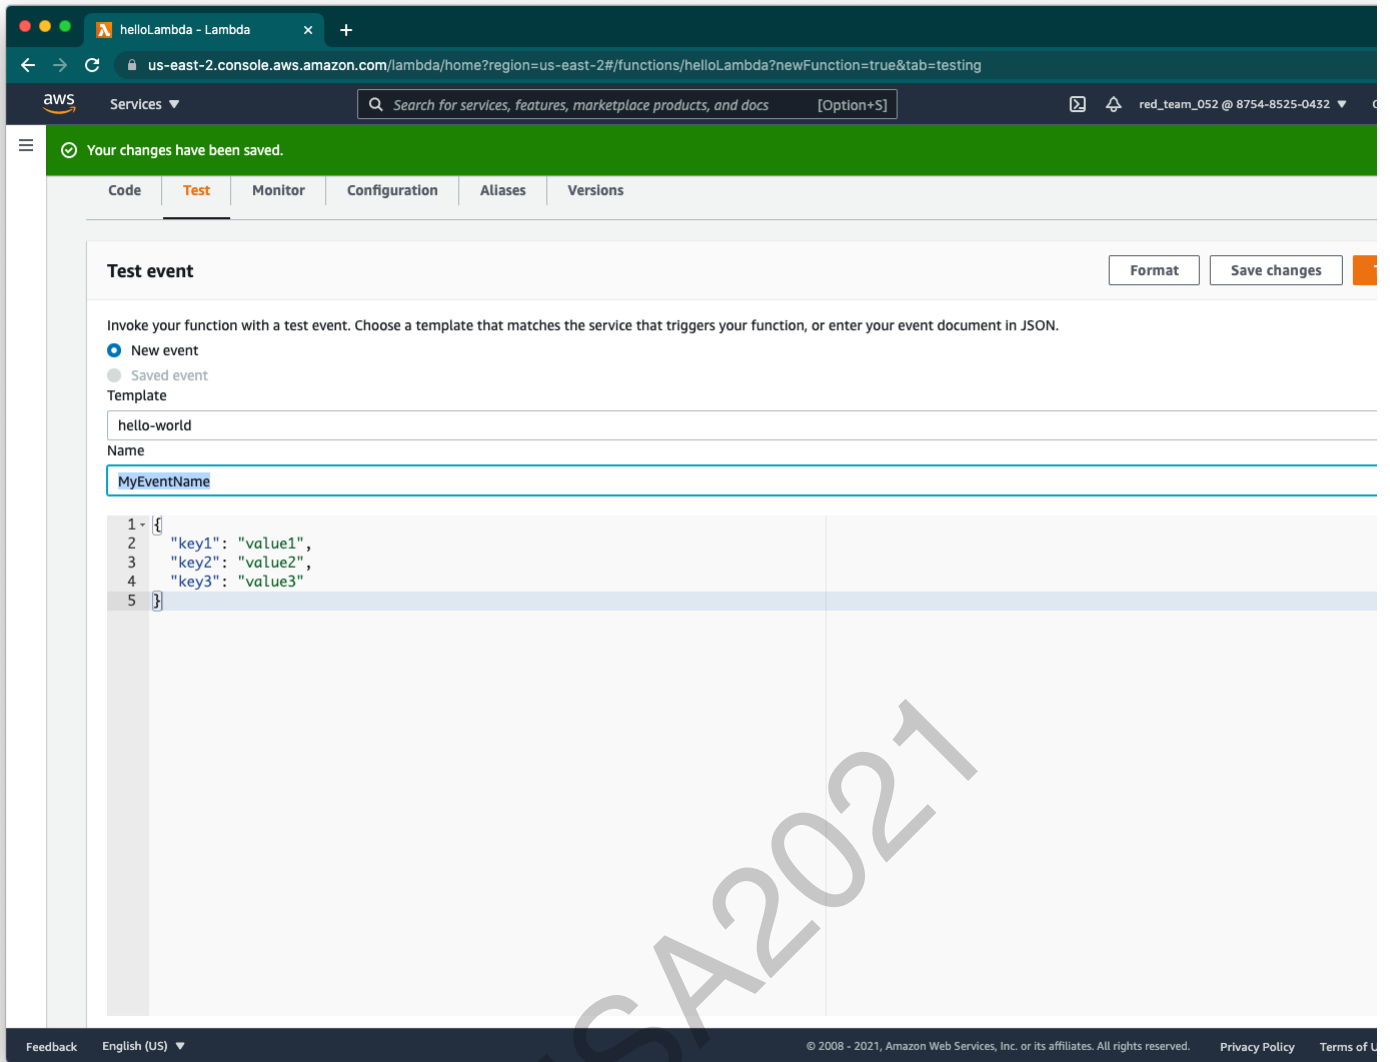 helloLambda - Lambda
us-east-2.console.aws.amazon.com/lambda/home?region=us-east-2#/functions/helloLambda?newFunction=true&tab=testing
aws Services Search for services, features, marketplace products, and docs [Option+S] red_team_052 @ 8754-8525-0432
Your changes have been saved.
Code Test Monitor Configuration Aliases Versions
Test event Format Save changes
Invoke your function with a test event. Choose a template that matches the service that triggers your function, or enter your event document in JSON.
New event
Saved event
Template
hello-world
Name
MyEventName
1 {
2 "key1": "value1",
3 "key2": "value2",
4 "key3": "value3"
5 }
SA2021
Feedback English (US) © 2008 - 2021, Amazon Web Services, Inc. or its affiliates. All rights reserved. Privacy Policy Terms of